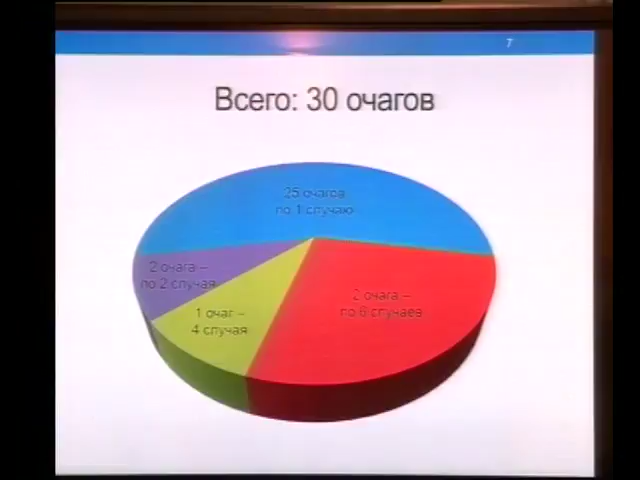 7
Всего: 30 очагов
25 очагов
по 1 случаю
2 очага –
по 2 случая
1 очаг –
4 случая
2 очага –
по 6 случаев